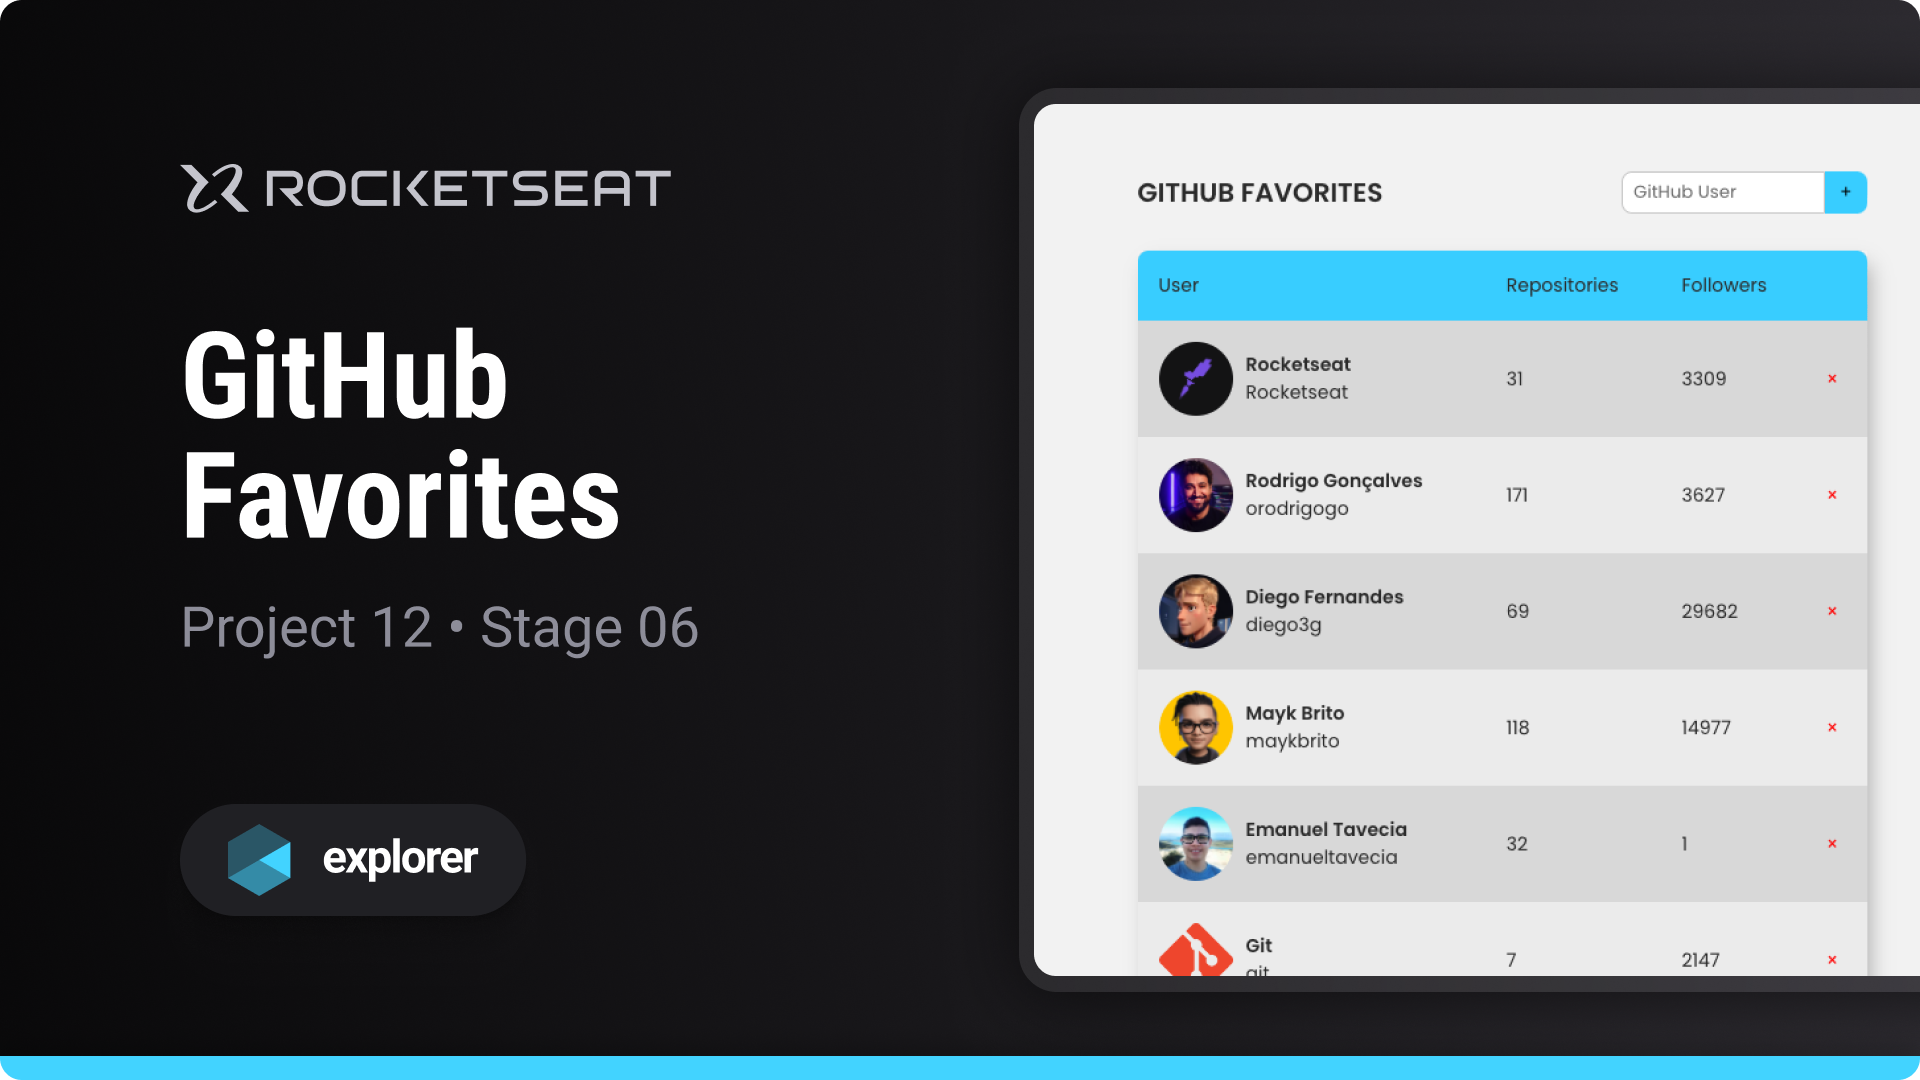 ROCKETSEAT
GitHub
Favorites
Project 12 • Stage 06
explorer
GITHUB FAVORITES
GitHub User
+
User Repositories Followers
Rocketseat
Rocketseat
31 3309 ×
Rodrigo Gonçalves
orodrigogo
171 3627 ×
Diego Fernandes
diego3g
69 29682 ×
Mayk Brito
maykbrito
118 14977 ×
Emanuel Tavecia
emanueltavecia
32 1 ×
Git
git
7 2147 ×